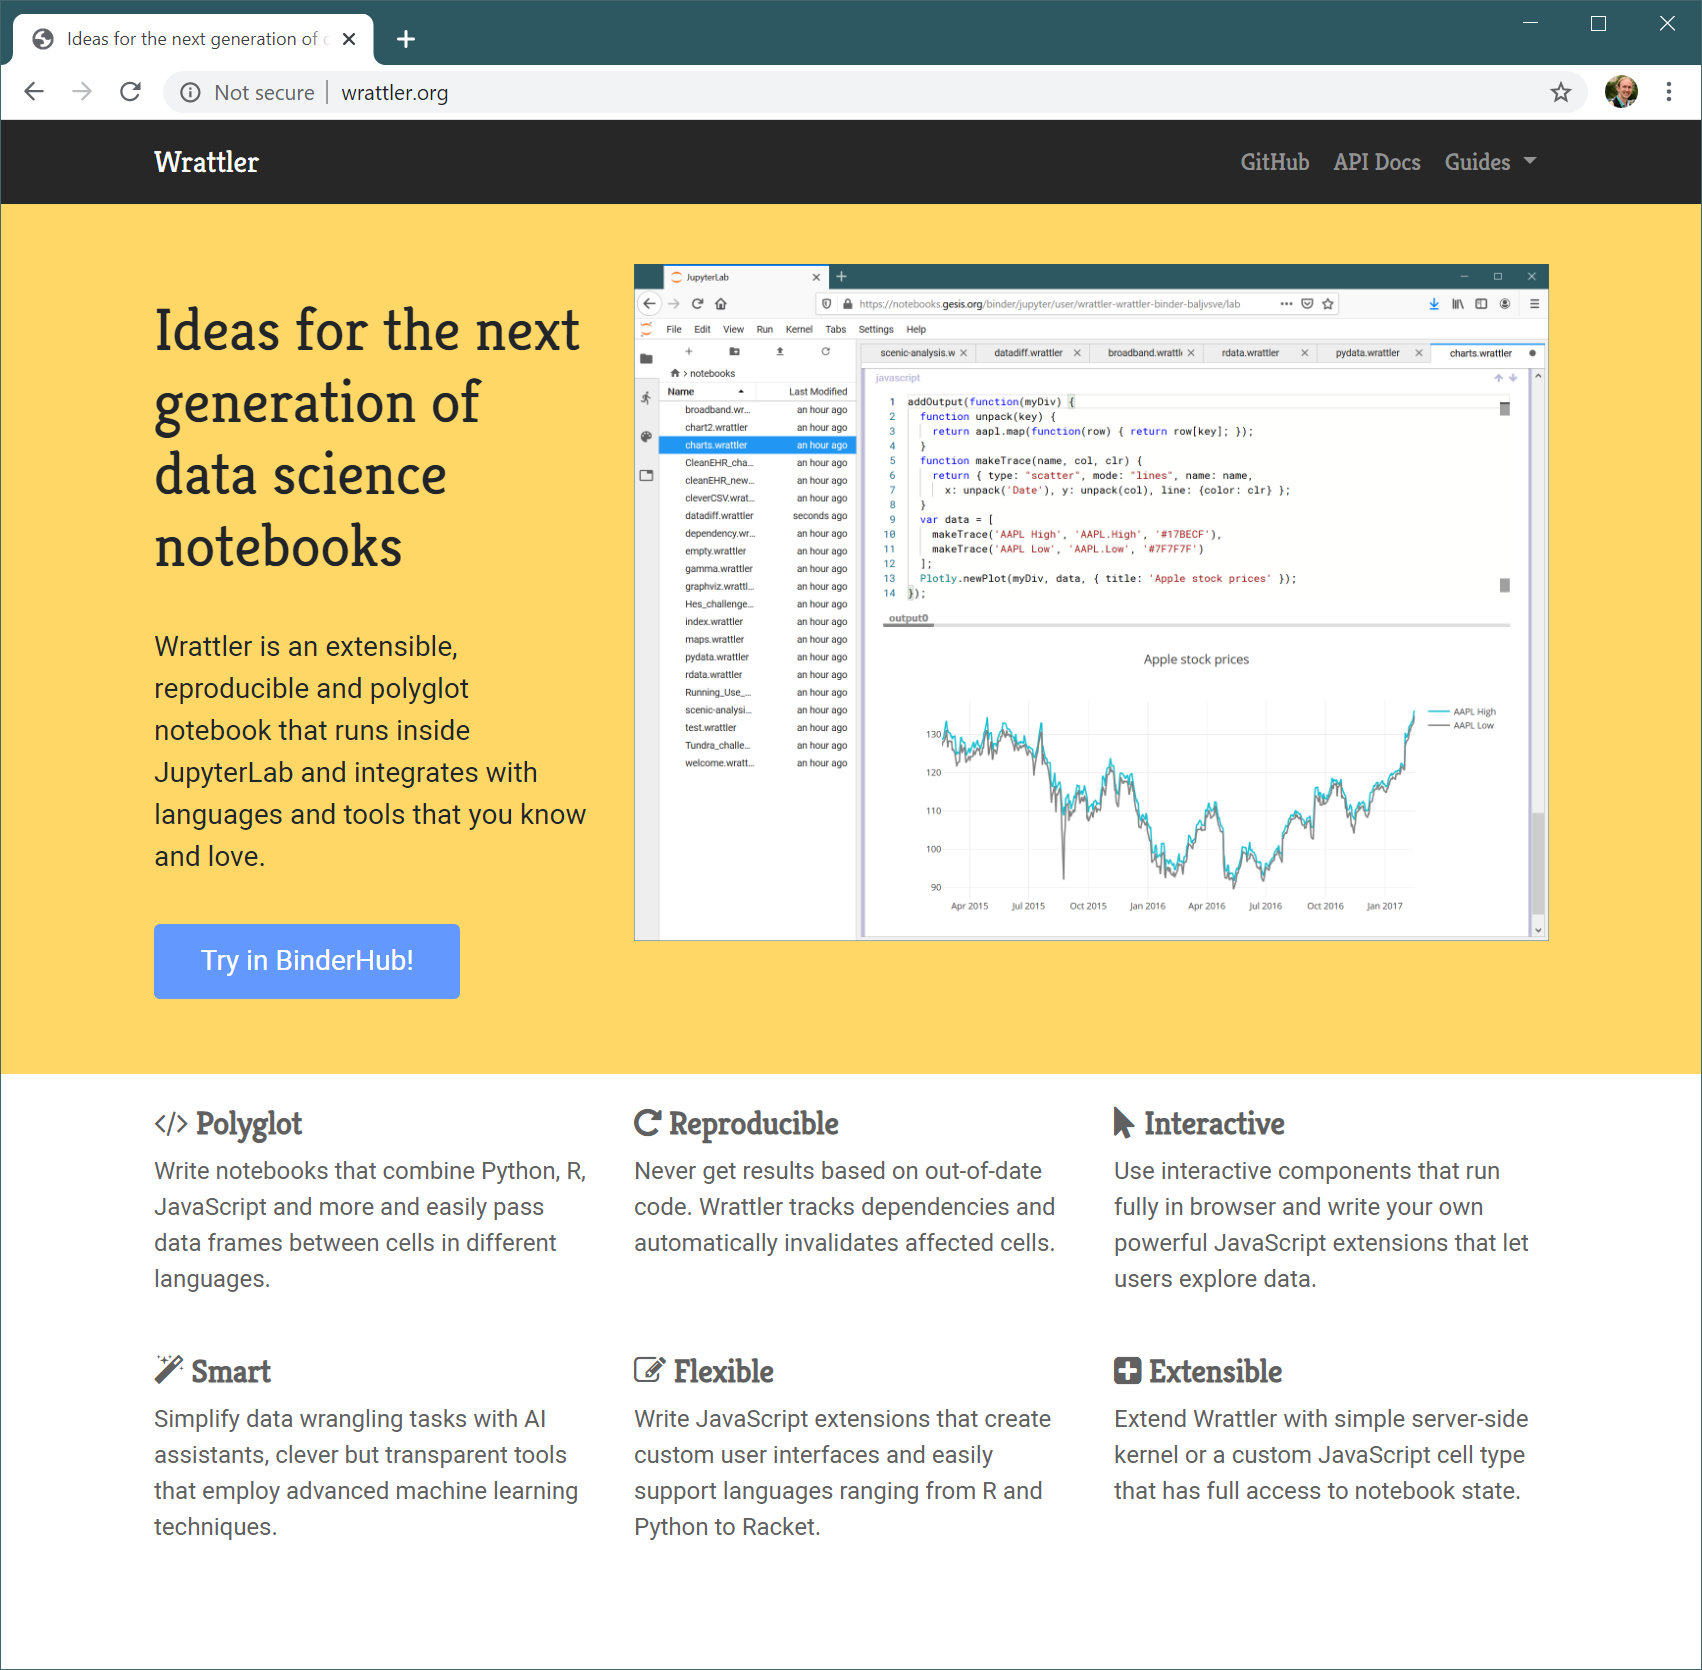 Ideas for the next generation of
Not secure wrattler.org
Wrattler
GitHub API Docs Guides
Ideas for the next
generation of
data science
notebooks
Wrattler is an extensible,
reproducible and polyglot
notebook that runs inside
JupyterLab and integrates with
languages and tools that you know
and love.
Try in BinderHub!
JupyterLab
https://notebooks.gesis.org/binder/jupyter/user/wrattler-wrattler-binder-baljvsve/lab
File Edit View Run Kernel Tabs Settings Help
notebooks
Name Last Modified
broadband.wr... an hour ago
chart2.wrattler an hour ago
charts.wrattler an hour ago
CleanEHR_cha... an hour ago
cleanEHR_new... an hour ago
cleverCSV.wrat... an hour ago
datadiff.wrattler seconds ago
dependency.wr... an hour ago
empty.wrattler an hour ago
gamma.wrattler an hour ago
graphviz.wrattl... an hour ago
Hes_challenge... an hour ago
index.wrattler an hour ago
maps.wrattler an hour ago
pydata.wrattler an hour ago
rdata.wrattler an hour ago
Running_Use_... an hour ago
scenic-analysi... an hour ago
test.wrattler an hour ago
Tundra_challe... an hour ago
welcome.wratt... an hour ago
scenic-analysis.w datadiff.wrattler broadband.wrattl rdata.wrattler pydata.wrattler charts.wrattler
javascript
1 addOutput(function(myDiv) {
2 function unpack(key) {
3 return aapl.map(function(row) { return row[key]; });
4 }
5 function makeTrace(name, col, clr) {
6 return { type: "scatter", mode: "lines", name: name,
7 x: unpack('Date'), y: unpack(col), line: {color: clr} };
8 }
9 var data = [
10 makeTrace('AAPL High', 'AAPL.High', '#17BECF'),
11 makeTrace('AAPL Low', 'AAPL.Low', '#7F7F7F')
12 ];
13 Plotly.newPlot(myDiv, data, { title: 'Apple stock prices' });
14 });
output0
Apple stock prices
AAPL High
AAPL Low
130
120
110
100
90
Apr 2015 Jul 2015 Oct 2015 Jan 2016 Apr 2016 Jul 2016 Oct 2016 Jan 2017
</> Polyglot
Write notebooks that combine Python, R,
JavaScript and more and easily pass
data frames between cells in different
languages.
Reproducible
Never get results based on out-of-date
code. Wrattler tracks dependencies and
automatically invalidates affected cells.
Interactive
Use interactive components that run
fully in browser and write your own
powerful JavaScript extensions that let
users explore data.
Smart
Simplify data wrangling tasks with AI
assistants, clever but transparent tools
that employ advanced machine learning
techniques.
Flexible
Write JavaScript extensions that create
custom user interfaces and easily
support languages ranging from R and
Python to Racket.
Extensible
Extend Wrattler with simple server-side
kernel or a custom JavaScript cell type
that has full access to notebook state.